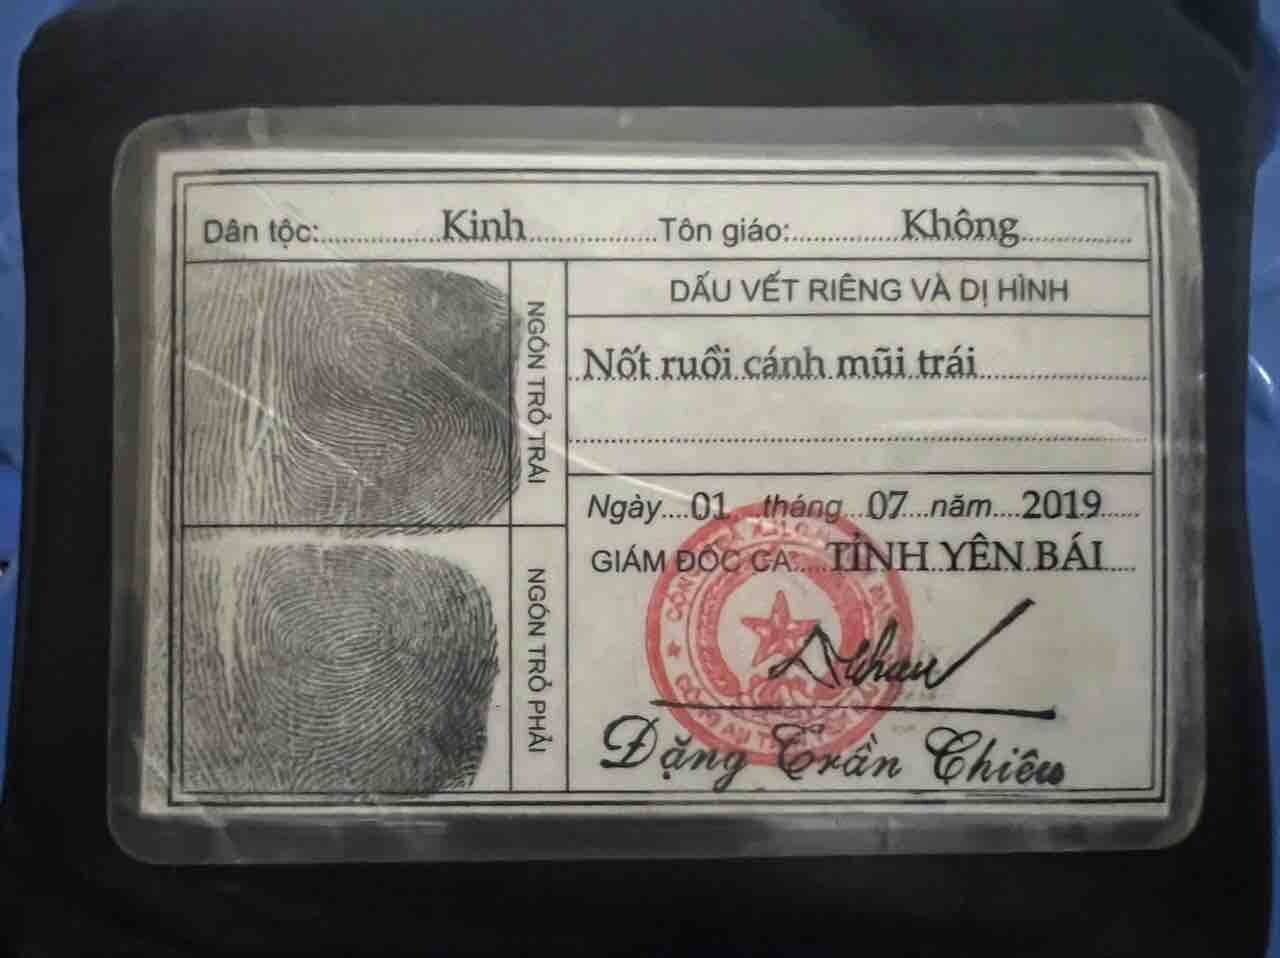 Dân tộc: Kinh Tôn giáo: Không
NGÓN TRỎ TRÁI
NGÓN TRỎ PHẢI
DẤU VẾT RIÊNG VÀ DỊ HÌNH
Nốt ruồi cánh mũi trái
Ngày 01 tháng 07 năm 2019
GIÁM ĐỐC CA: TỈNH YÊN BÁI
Đặng Trần Chiêu